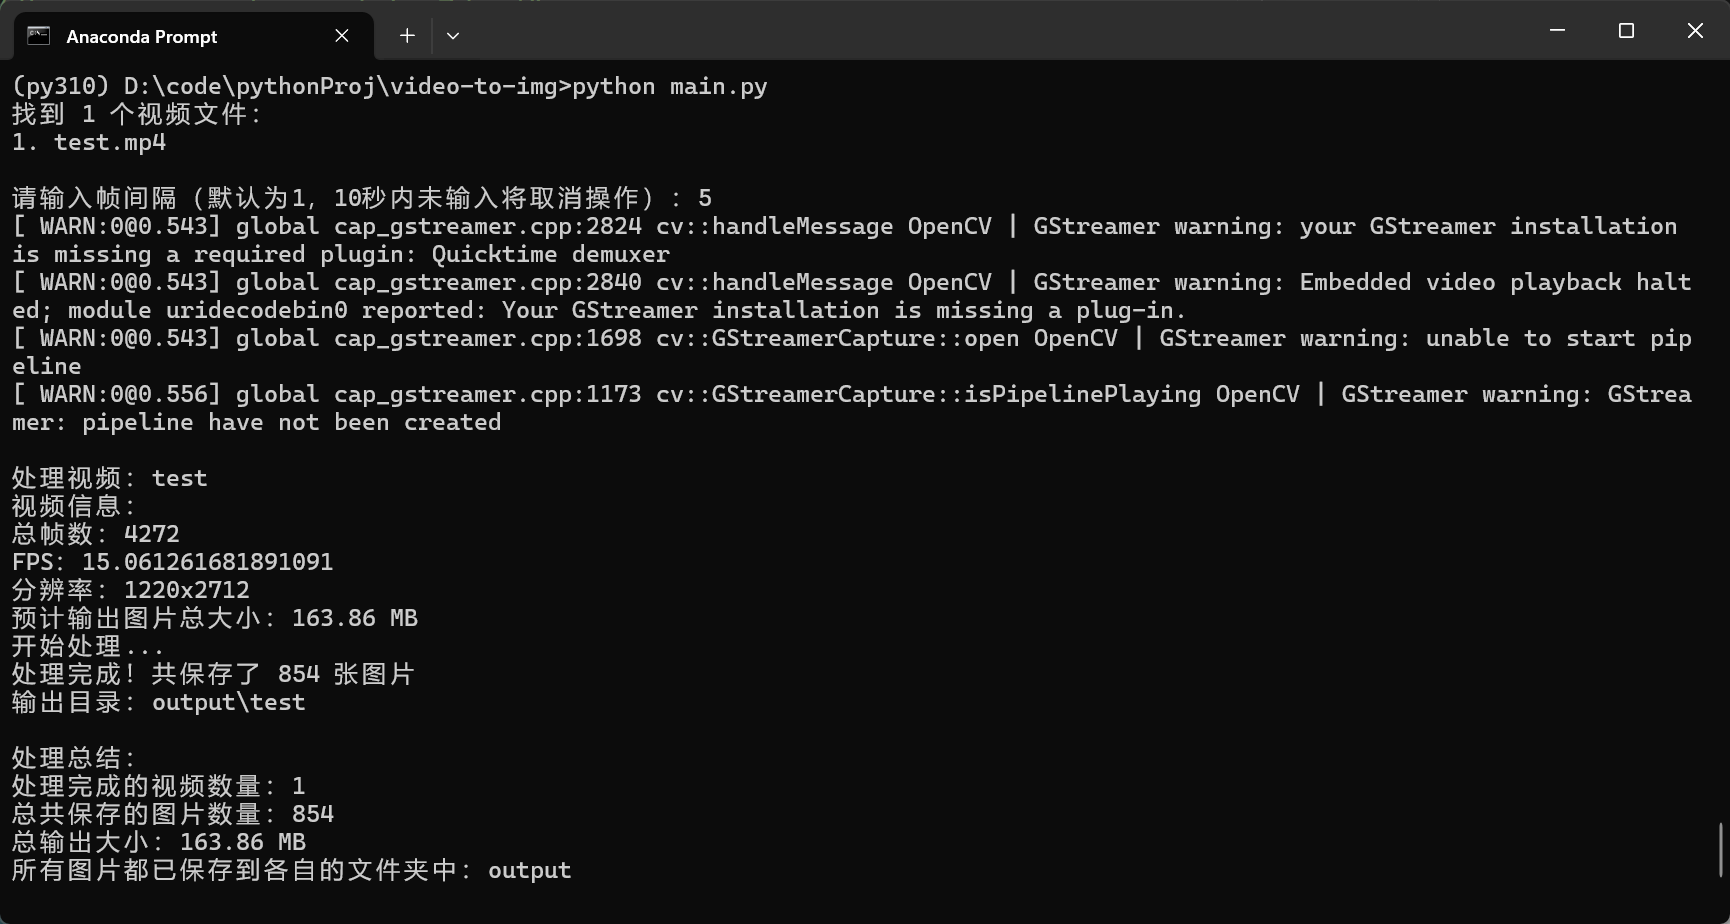 Anaconda Prompt
(py310) D:\code\pythonProj\video-to-img>python main.py
找到 1 个视频文件：
1. test.mp4
请输入帧间隔（默认为1，10秒内未输入将取消操作）：5
[ WARN:0@0.543] global cap_gstreamer.cpp:2824 cv::handleMessage OpenCV | GStreamer warning: your GStreamer installation
is missing a required plugin: Quicktime demuxer
[ WARN:0@0.543] global cap_gstreamer.cpp:2840 cv::handleMessage OpenCV | GStreamer warning: Embedded video playback halt
ed; module uridecodebin0 reported: Your GStreamer installation is missing a plug-in.
[ WARN:0@0.543] global cap_gstreamer.cpp:1698 cv::GStreamerCapture::open OpenCV | GStreamer warning: unable to start pip
eline
[ WARN:0@0.556] global cap_gstreamer.cpp:1173 cv::GStreamerCapture::isPipelinePlaying OpenCV | GStreamer warning: GStrea
mer: pipeline have not been created
处理视频：test
视频信息：
总帧数：4272
FPS: 15.061261681891091
分辨率：1220x2712
预计输出图片总大小：163.86 MB
开始处理...
处理完成！共保存了 854 张图片
输出目录：output\test
处理总结：
处理完成的视频数量：1
总共保存的图片数量：854
总输出大小：163.86 MB
所有图片都已保存到各自的文件夹中：output